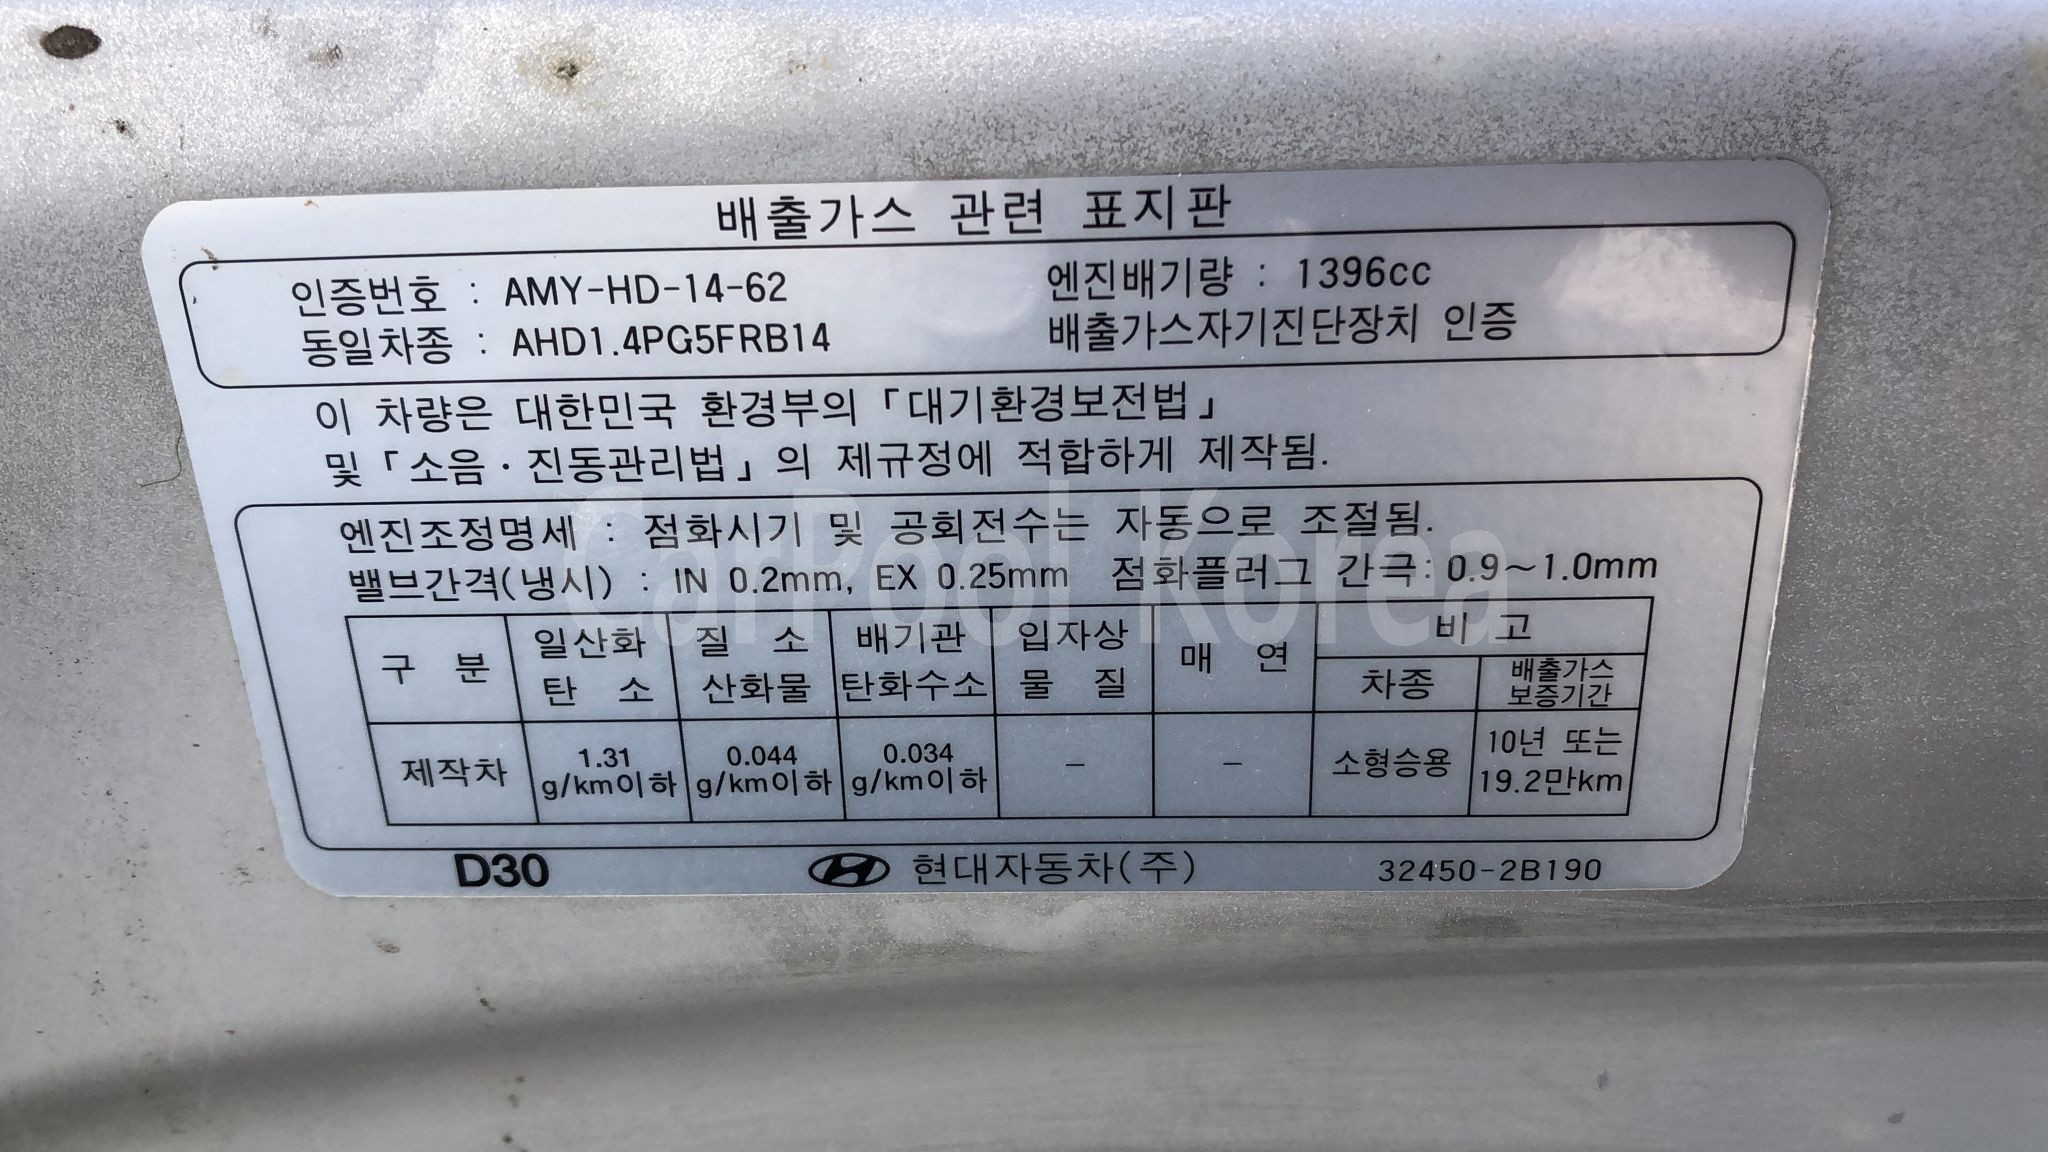 배출가스 관련 표지판
인증번호 : AMY-HD-14-62 엔진배기량 : 1396cc
동일차종 : AHD1.4PG5FRB14 배출가스자기진단장치 인증
이 차량은 대한민국 환경부의 「대기환경보전법」
및 「소음·진동관리법」의 제규정에 적합하게 제작됨.
엔진조정명세 : 점화시기 및 공회전수는 자동으로 조절됨.
밸브간격(냉시) : IN 0.2mm, EX 0.25mm 점화플러그 간극: 0.9~1.0mm
구 분 일산화 탄 소 질 소 산화물 배기관 탄화수소 입자상 물 질 매 연 비 고
차종 배출가스 보증기간
제작차 1.31 g/km이하 0.044 g/km이하 0.034 g/km이하 - - 소형승용 10년 또는 19.2만km
D30 현대자동차(주) 32450-2B190
CarPool Korea